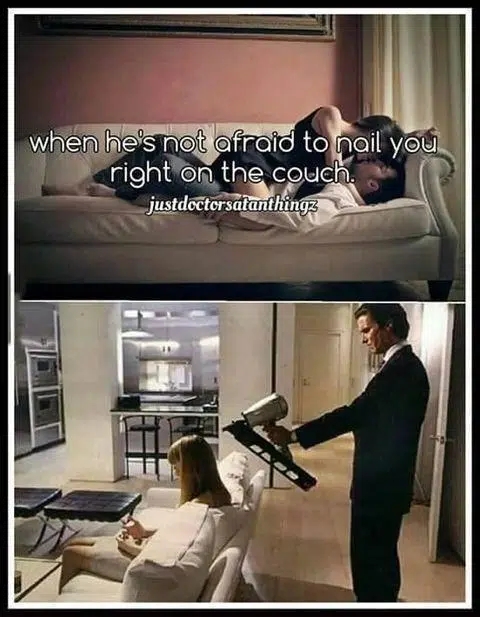 when he's not afraid to nail you
right on the couch.
justdoctorsatanthingz